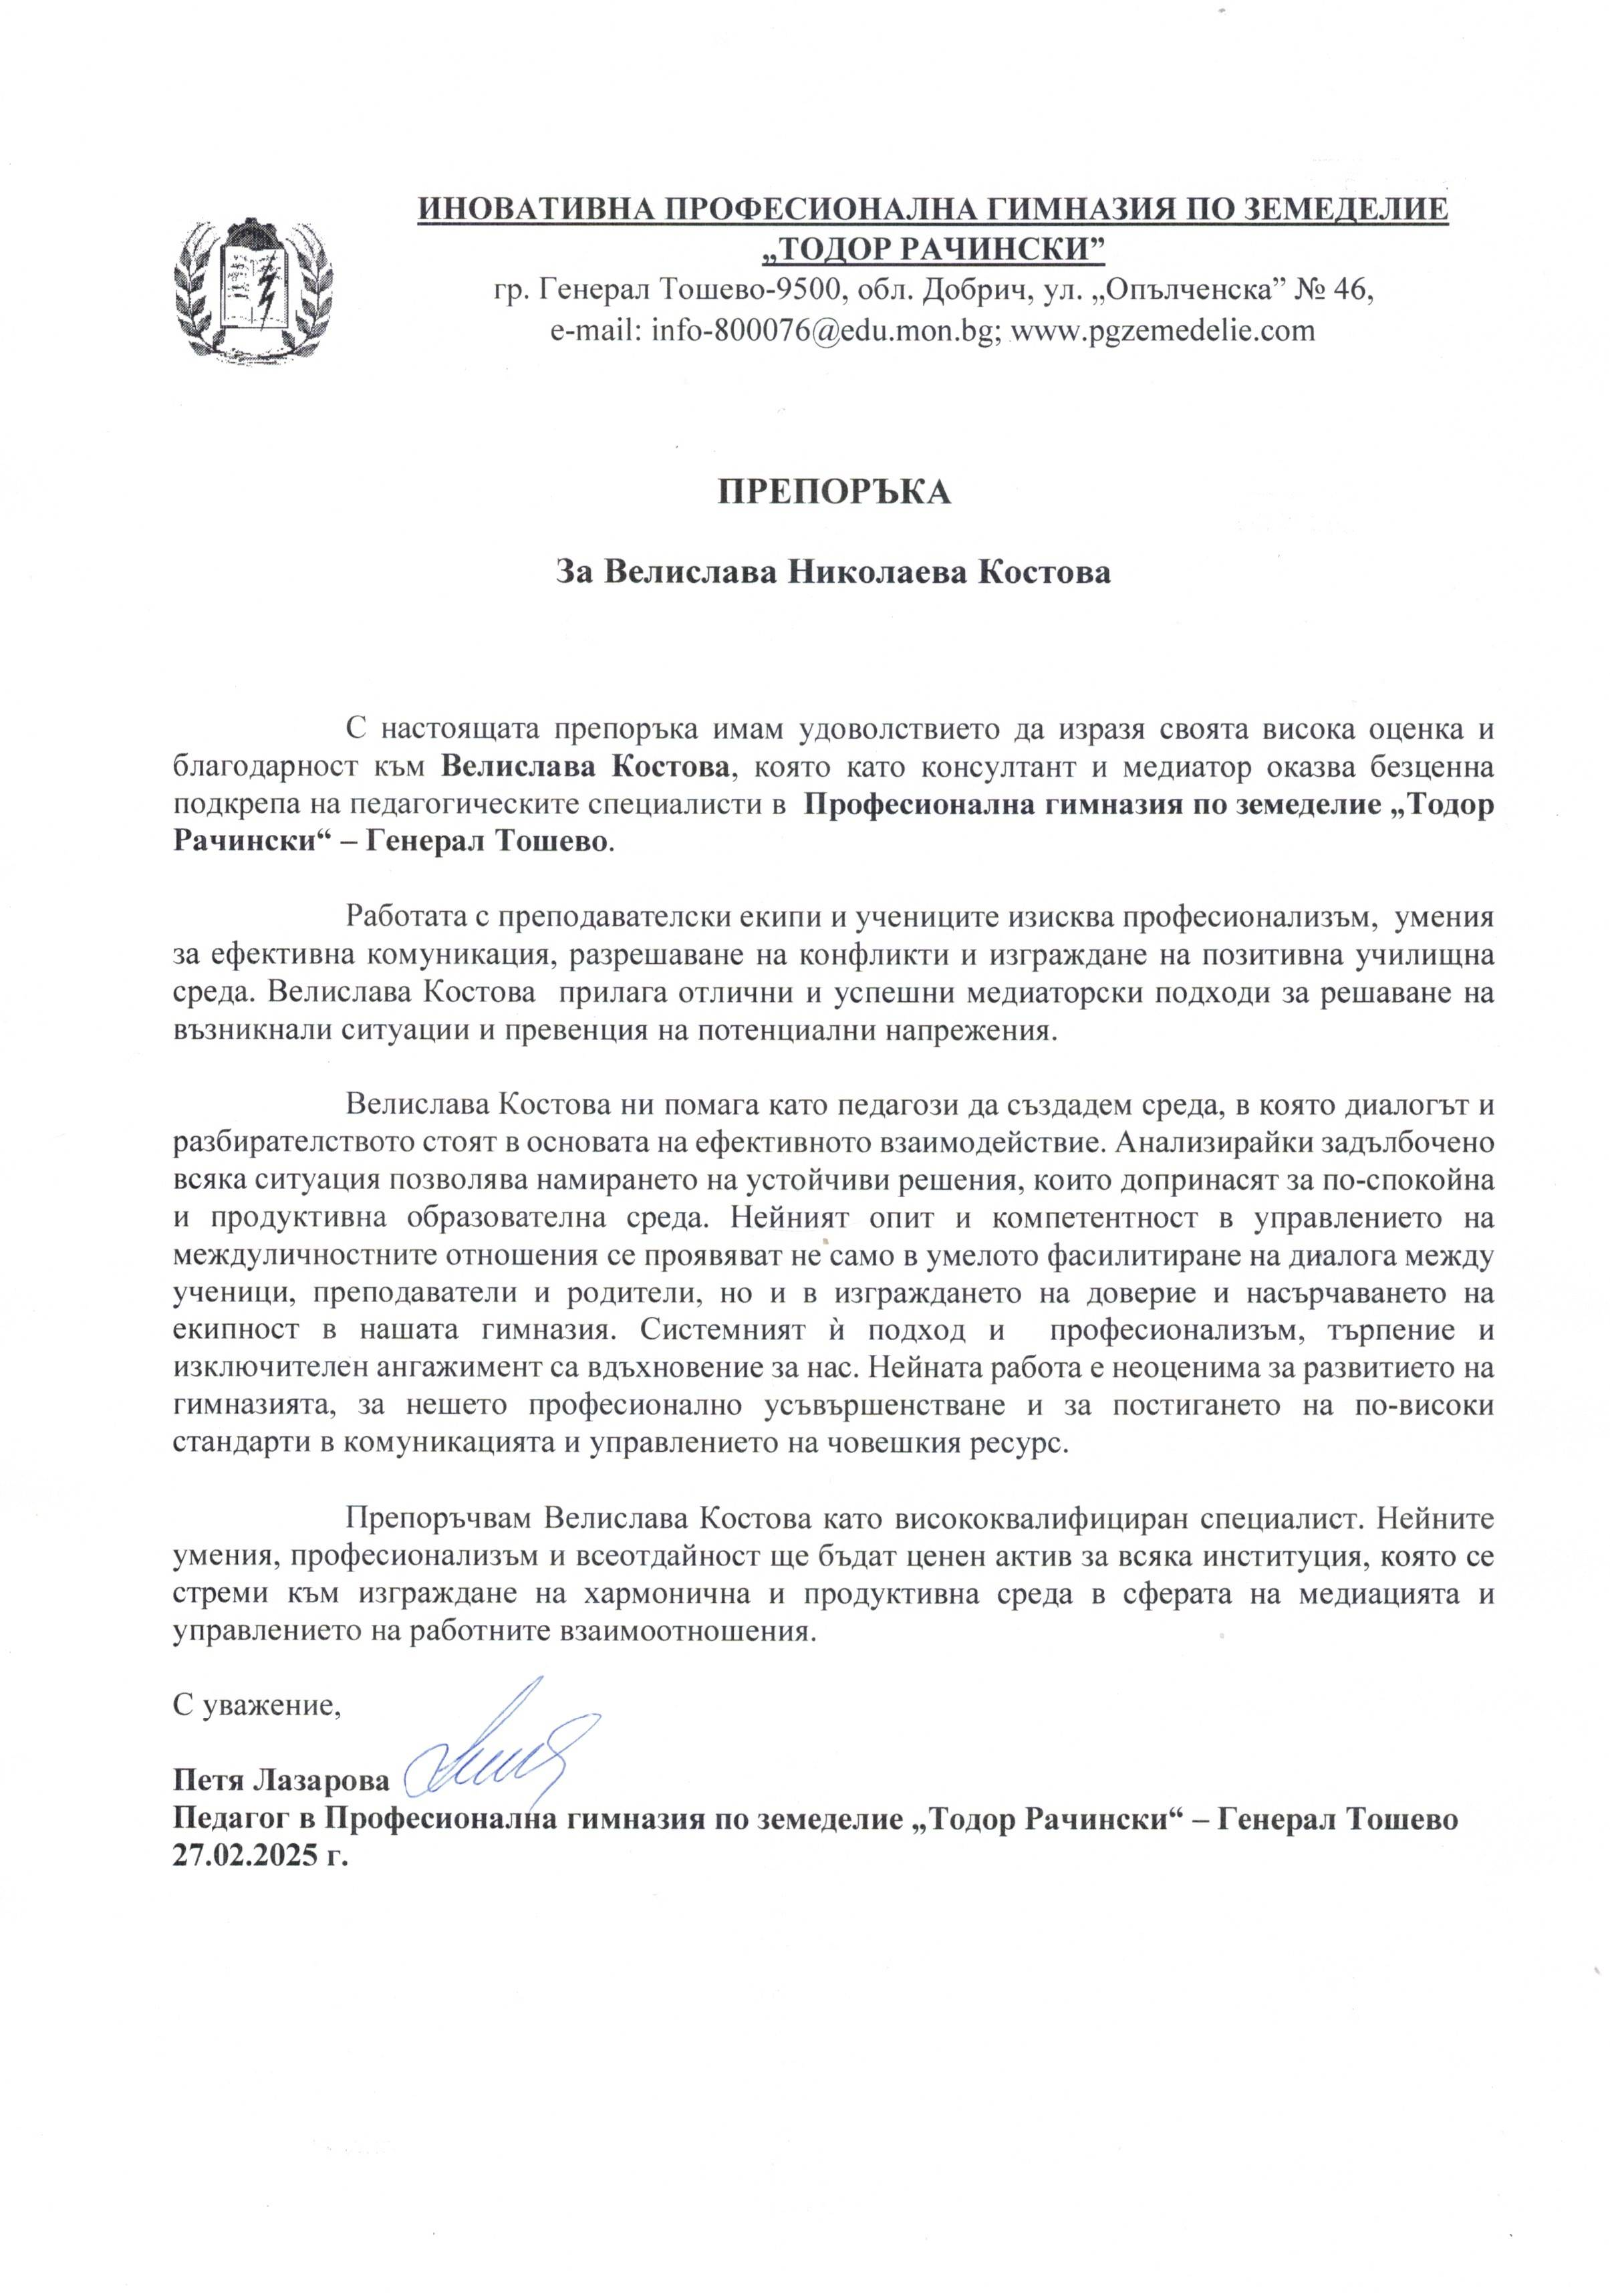 ИНОВАТИВНА ПРОФЕСИОНАЛНА ГИМНАЗИЯ ПО ЗЕМЕДЕЛИЕ
„ТОДОР РАЧИНСКИ”
гр. Генерал Тошево-9500, обл. Добрич, ул. „Опълченска” № 46,
e-mail: info-800076@edu.mon.bg; www.pgzemedelie.com
ПРЕПОРЪКА
За Велислава Николаева Костова
С настоящата препоръка имам удоволствието да изразя своята висока оценка и
благодарност към Велислава Костова, която като консултант и медиатор оказва безценна
подкрепа на педагогическите специалисти в Професионална гимназия по земеделие „Тодор
Рачински“ – Генерал Тошево.
Работата с преподавателски екипи и учениците изисква професионализъм, умения
за ефективна комуникация, разрешаване на конфликти и изграждане на позитивна училищна
среда. Велислава Костова прилага отлични и успешни медиаторски подходи за решаване на
възникнали ситуации и превенция на потенциални напрежения.
Велислава Костова ни помага като педагози да създадем среда, в която диалогът и
разбирателството стоят в основата на ефективното взаимодействие. Анализирайки задълбочено
всяка ситуация позволява намирането на устойчиви решения, които допринасят за по-спокойна
и продуктивна образователна среда. Нейният опит и компетентност в управлението на
междуличностните отношения се проявяват не само в умелото фасилитиране на диалога между
ученици, преподаватели и родители, но и в изграждането на доверие и насърчаването на
екипност в нашата гимназия. Системният ѝ подход и професионализъм, търпение и
изключителен ангажимент са вдъхновение за нас. Нейната работа е неоценима за развитието на
гимназията, за нешето професионално усъвършенстване и за постигането на по-високи
стандарти в комуникацията и управлението на човешкия ресурс.
Препоръчвам Велислава Костова като висококвалифициран специалист. Нейните
умения, професионализъм и всеотдайност ще бъдат ценен актив за всяка институция, която се
стреми към изграждане на хармонична и продуктивна среда в сферата на медиацията и
управлението на работните взаимоотношения.
С уважение,
Петя Лазарова
Педагог в Професионална гимназия по земеделие „Тодор Рачински“ – Генерал Тошево
27.02.2025 г.